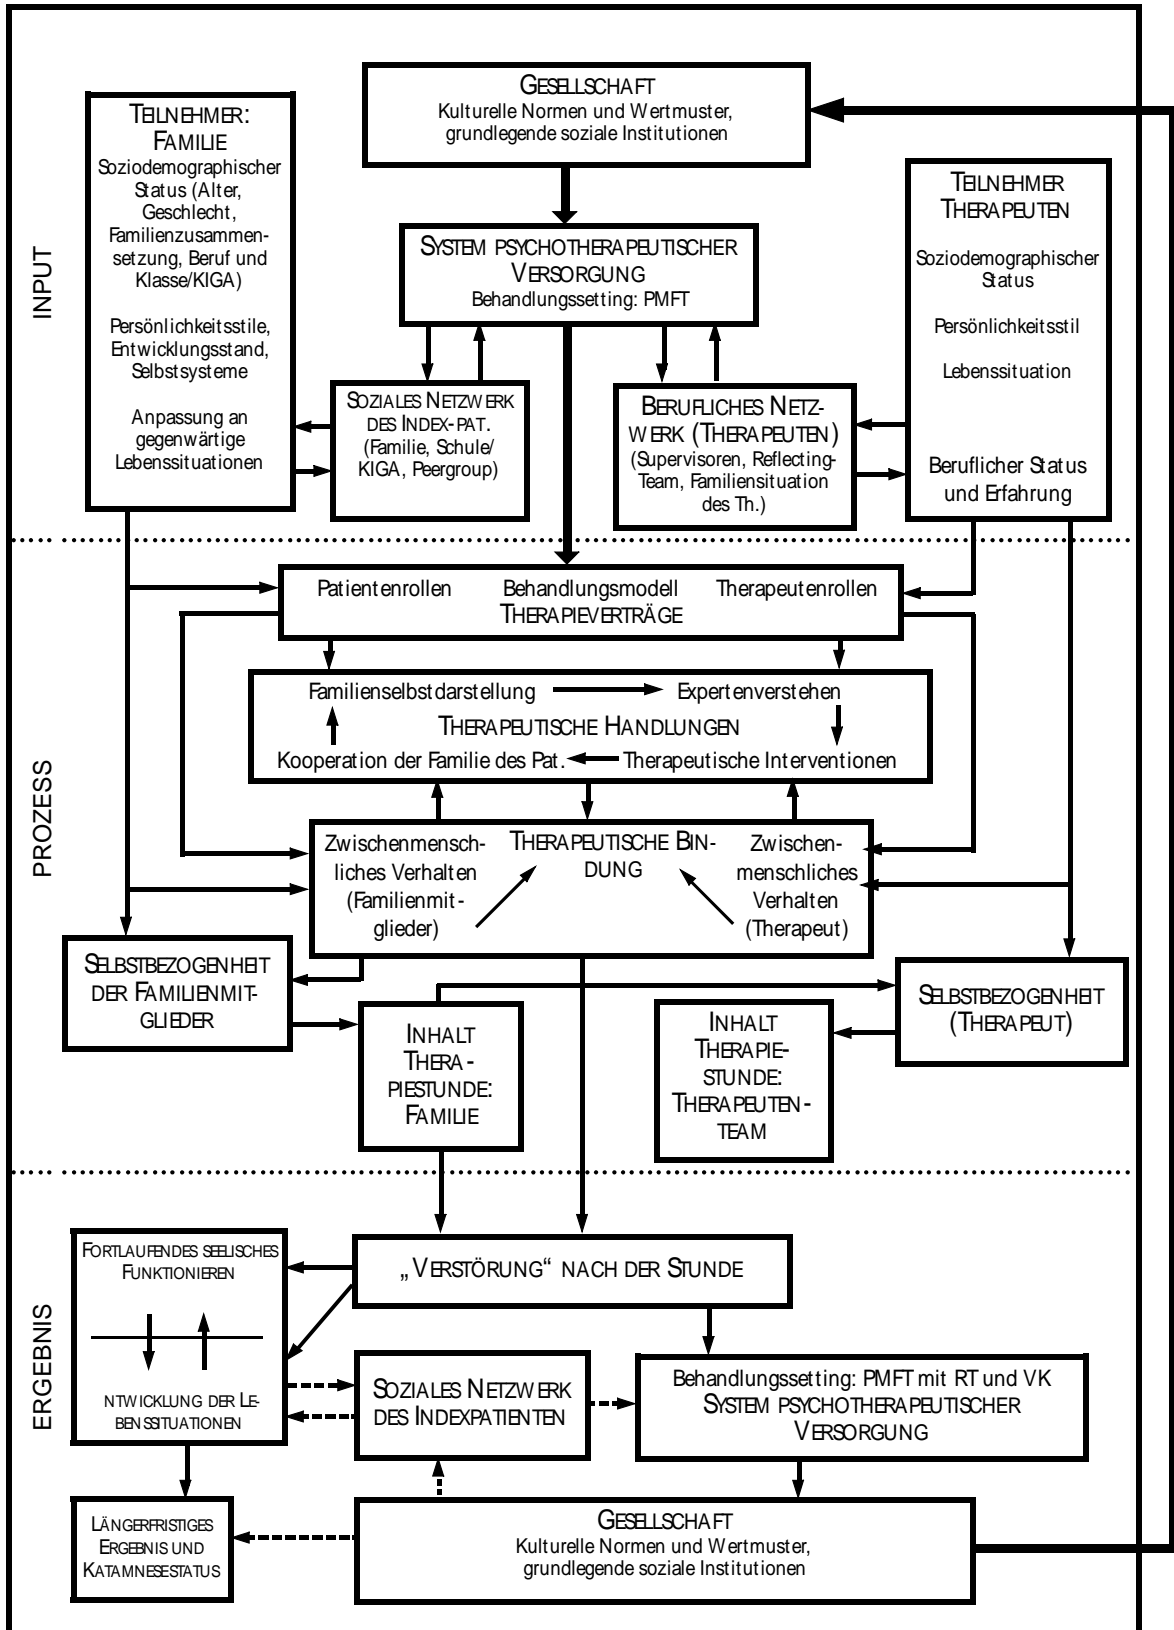 GESELLSCHAFT
Kulturelle Normen und Wertmuster,
grundlegende soziale Institutionen
TEILNEHMER:
FAMILIE
Soziodemographischer
Status (Alter,
Geschlecht,
Familienzusammen-
setzung, Beruf und
Klasse/KIGA)
Persönlichkeitsstile,
Entwicklungsstand,
Selbstsysteme
Anpassung an
gegenwärtige
Lebenssituationen
SYSTEM PSYCHOTHERAPEUTISCHER
VERSORGUNG
Behandlungssetting: PMFT
TEILNEHMER
THERAPEUTEN
Soziodemographischer
Status
Persönlichkeitsstil
Lebenssituation
Beruflicher Status
und Erfahrung
INPUT
SOZIALES NETZWERK
DES INDEX-PAT.
(Familie, Schule/
KIGA, Peergroup)
BERUFLICHES NETZ-
WERK (THERAPEUTEN)
(Supervisoren, Reflecting-
Team, Familiensituation
des Th.)
PROZESS
Patientenrollen Behandlungsmodell Therapeutenrollen
THERAPIEVERTRÄGE
Familienselbstdarstellung Expertenverstehen
THERAPEUTISCHE HANDLUNGEN
Kooperation der Familie des Pat. Therapeutische Interventionen
Zwischenmensch-
liches Verhalten
(Familienmit-
glieder)
THERAPEUTISCHE BIN-
DUNG
Zwischen-
menschliches
Verhalten
(Therapeut)
SELBSTBEZOGENHEIT
DER FAMILIENMIT-
GLIEDER
SELBSTBEZOGENHEIT
(THERAPEUT)
INHALT
THERA-
PIESTUNDE:
FAMILIE
INHALT
THERAPIE-
STUNDE:
THERAPEUTEN-
TEAM
ERGEBNIS
FORTLAUFENDES SEELISCHES
FUNKTIONIEREN
NTWICKLUNG DER LE-
BENSSITUATIONEN
„VERSTÖRUNG“ NACH DER STUNDE
SOZIALES NETZWERK
DES INDEXPATIENTEN
Behandlungssetting: PMFT mit RT und VK
SYSTEM PSYCHOTHERAPEUTISCHER
VERSORGUNG
LÄNGERFRISTIGES
ERGEBNIS UND
KATAMNESESTATUS
GESELLSCHAFT
Kulturelle Normen und Wertmuster,
grundlegende soziale Institutionen